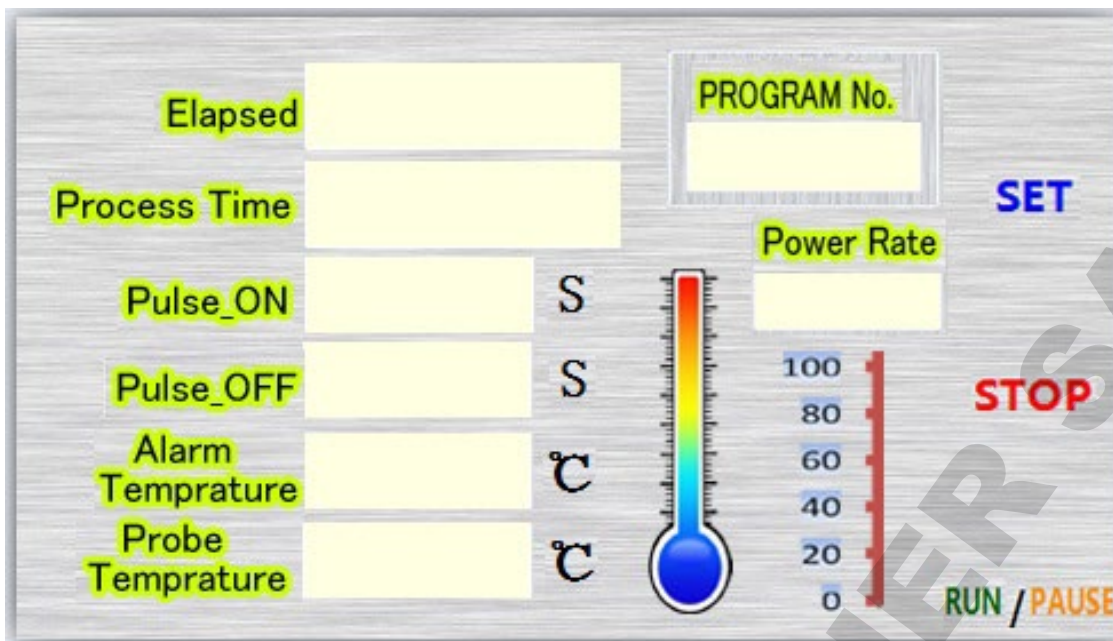 Elapsed
PROGRAM No.
Process Time
SET
Power Rate
Pulse_ON
S
Pulse_OFF
S
100
80
60
40
20
0
STOP
Alarm
Temprature
℃
Probe
Temprature
℃
RUN / PAUSE